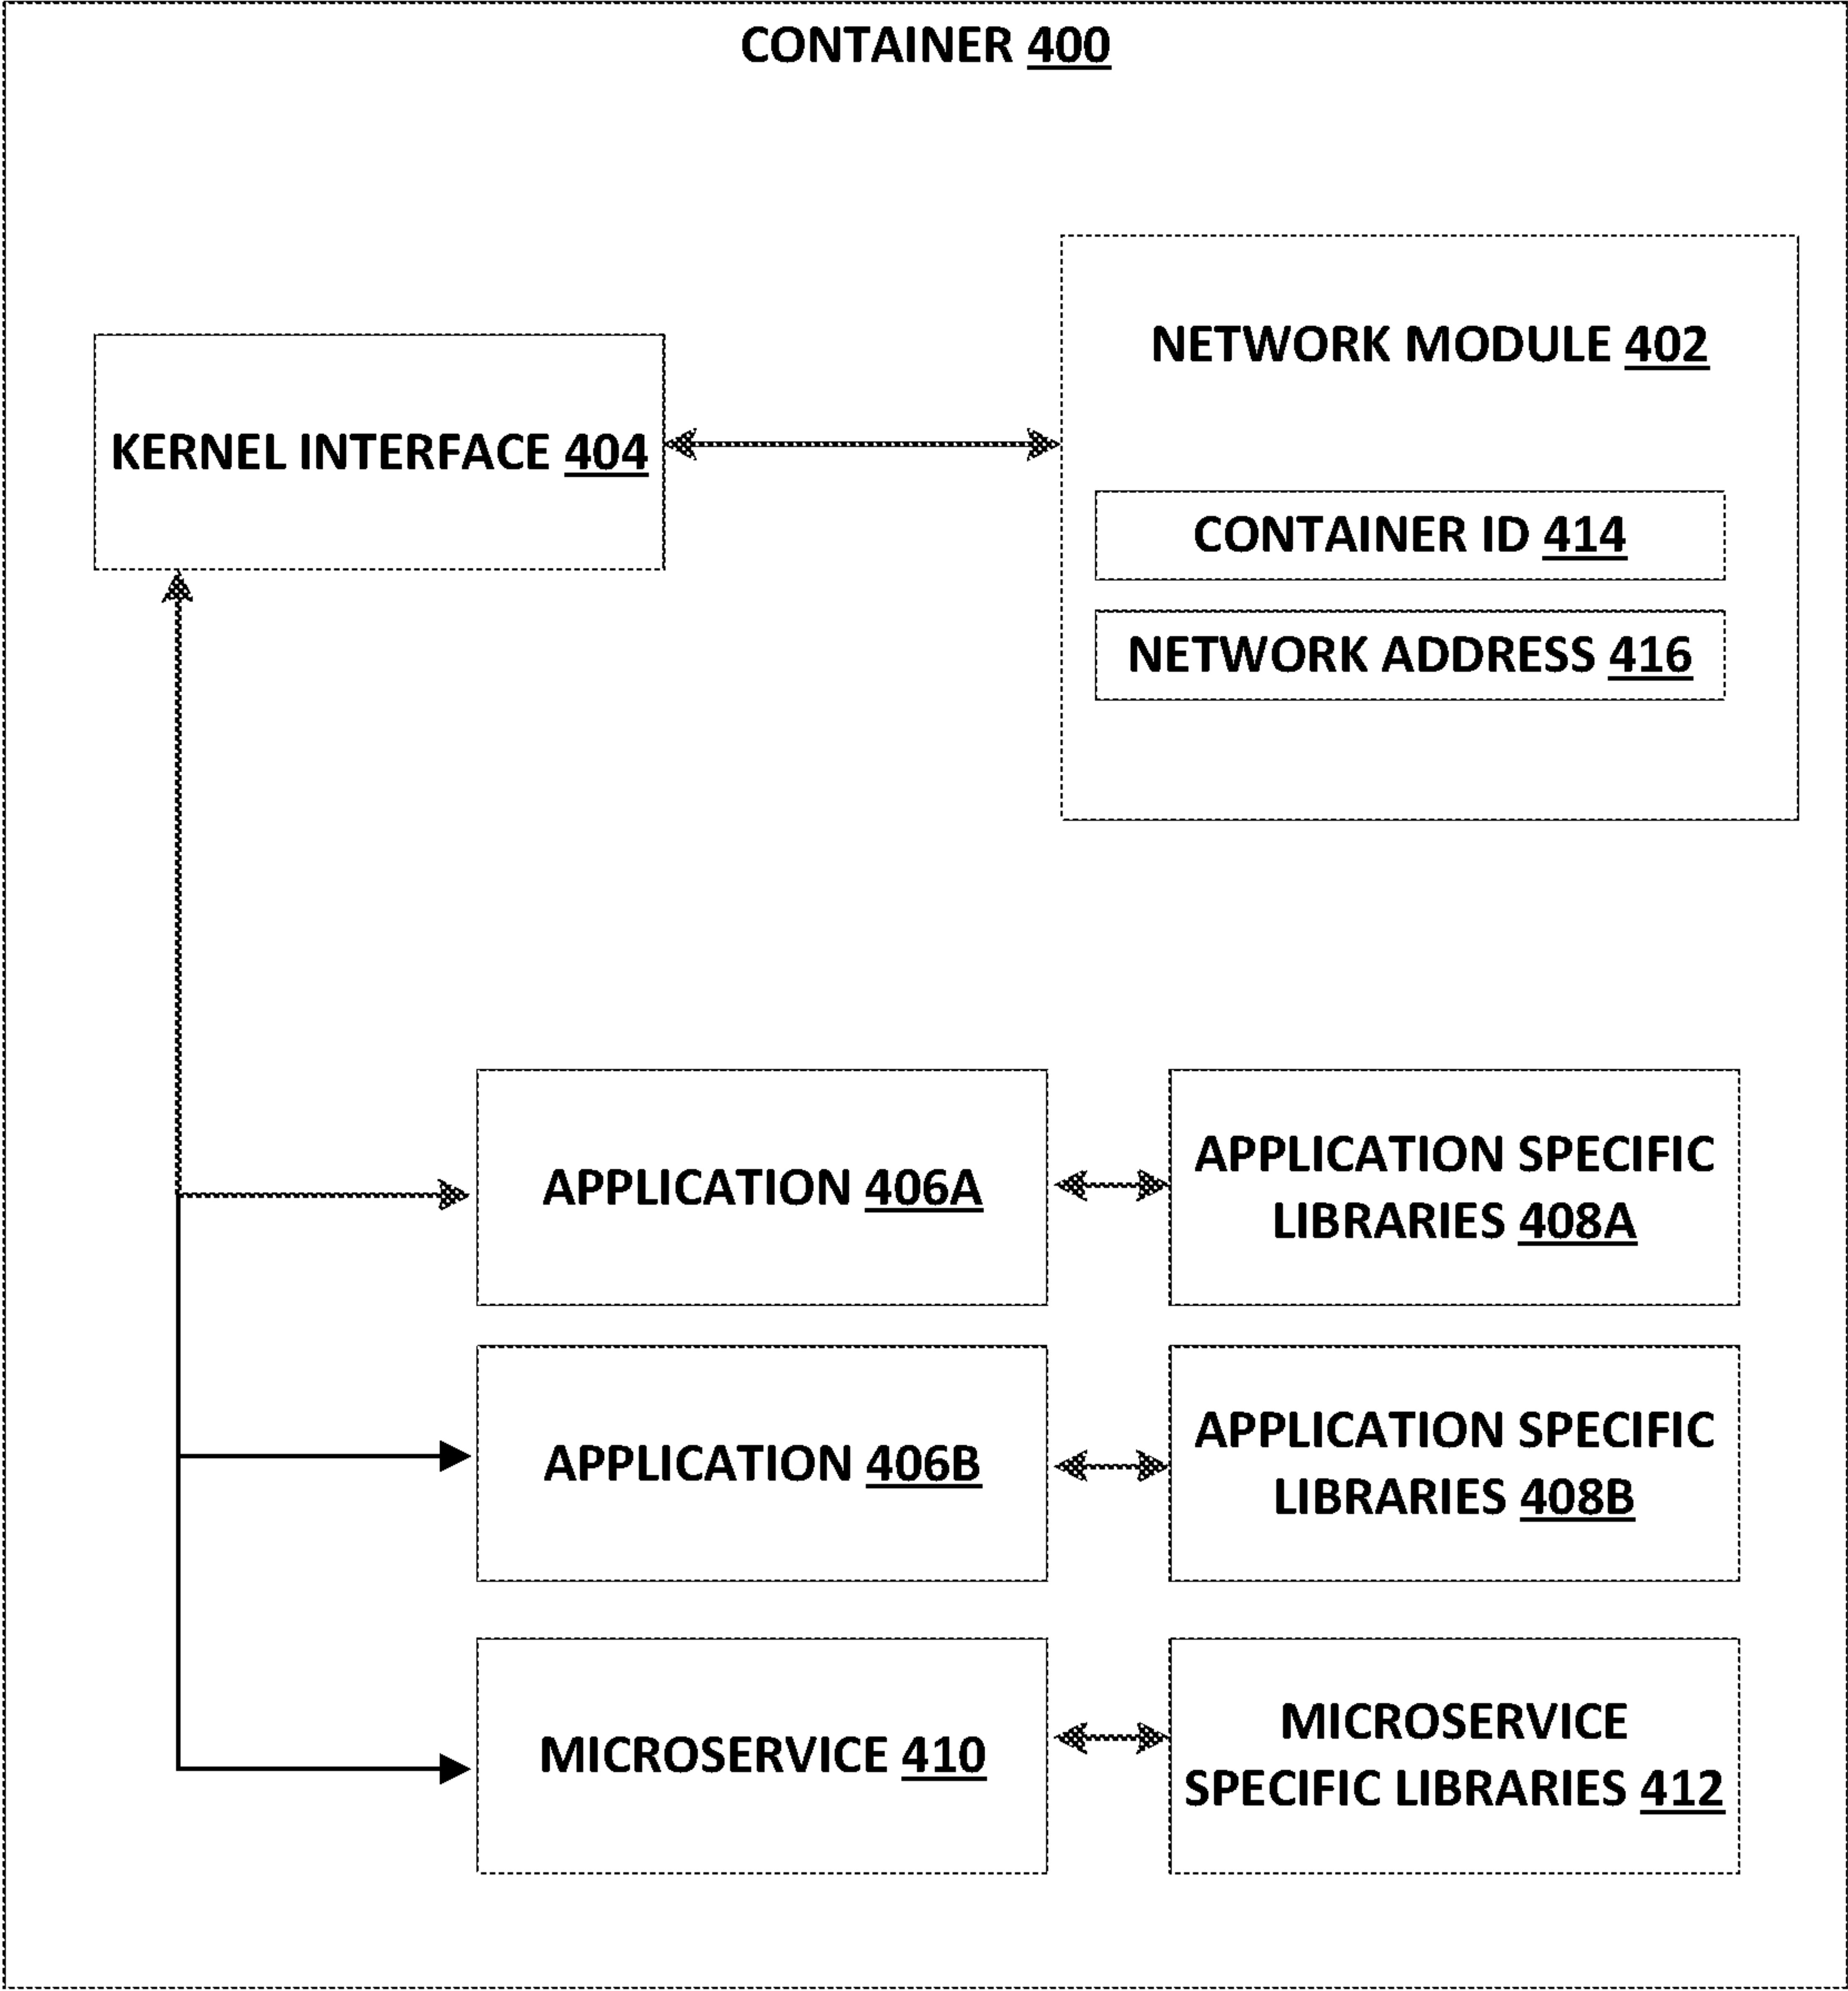 CONTAINER 400
NETWORK MODULE 402
KERNEL INTERFACE 404
CONTAINER ID 414
NETWORK ADDRESS 416
APPLICATION 406A
APPLICATION SPECIFIC
LIBRARIES 408A
APPLICATION 406B
APPLICATION SPECIFIC
LIBRARIES 408B
MICROSERVICE 410
MICROSERVICE
SPECIFIC LIBRARIES 412